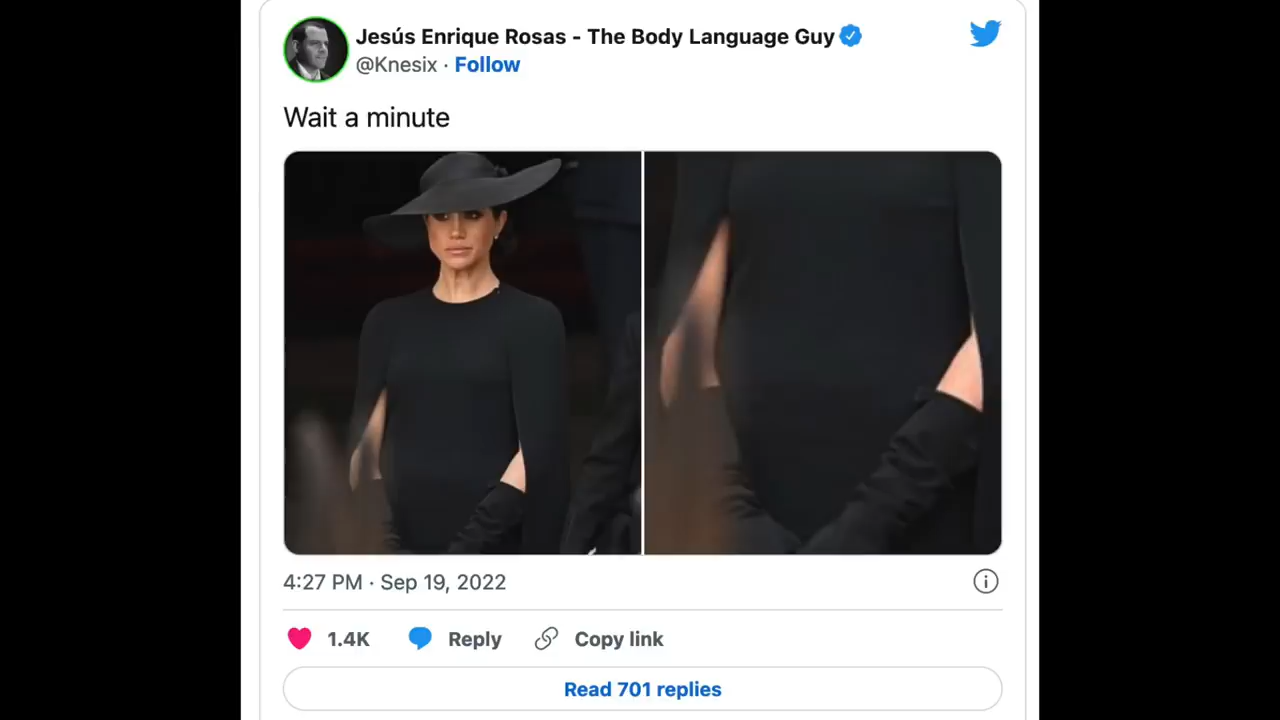 Jesús Enrique Rosas - The Body Language Guy
@Knesix · Follow
Wait a minute
4:27 PM · Sep 19, 2022
1.4K Reply Copy link
Read 701 replies